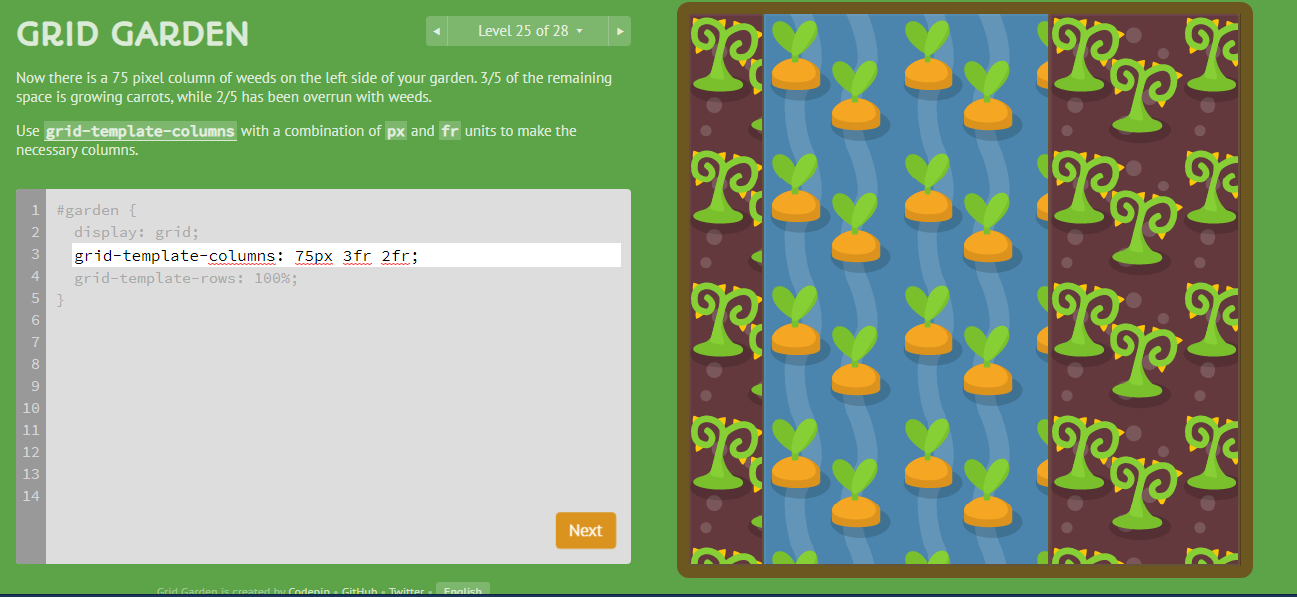 GRID GARDEN
◀ Level 25 of 28 ▾ ▶
Now there is a 75 pixel column of weeds on the left side of your garden. 3/5 of the remaining
space is growing carrots, while 2/5 has been overrun with weeds.
Use grid-template-columns with a combination of px and fr units to make the
necessary columns.
1 #garden {
2 display: grid;
3 grid-template-columns: 75px 3fr 2fr;
4 grid-template-rows: 100%;
5 }
6
7
8
9
10
11
12
13
14
Next
Grid Garden is created by Codepip • GitHub • Twitter • English